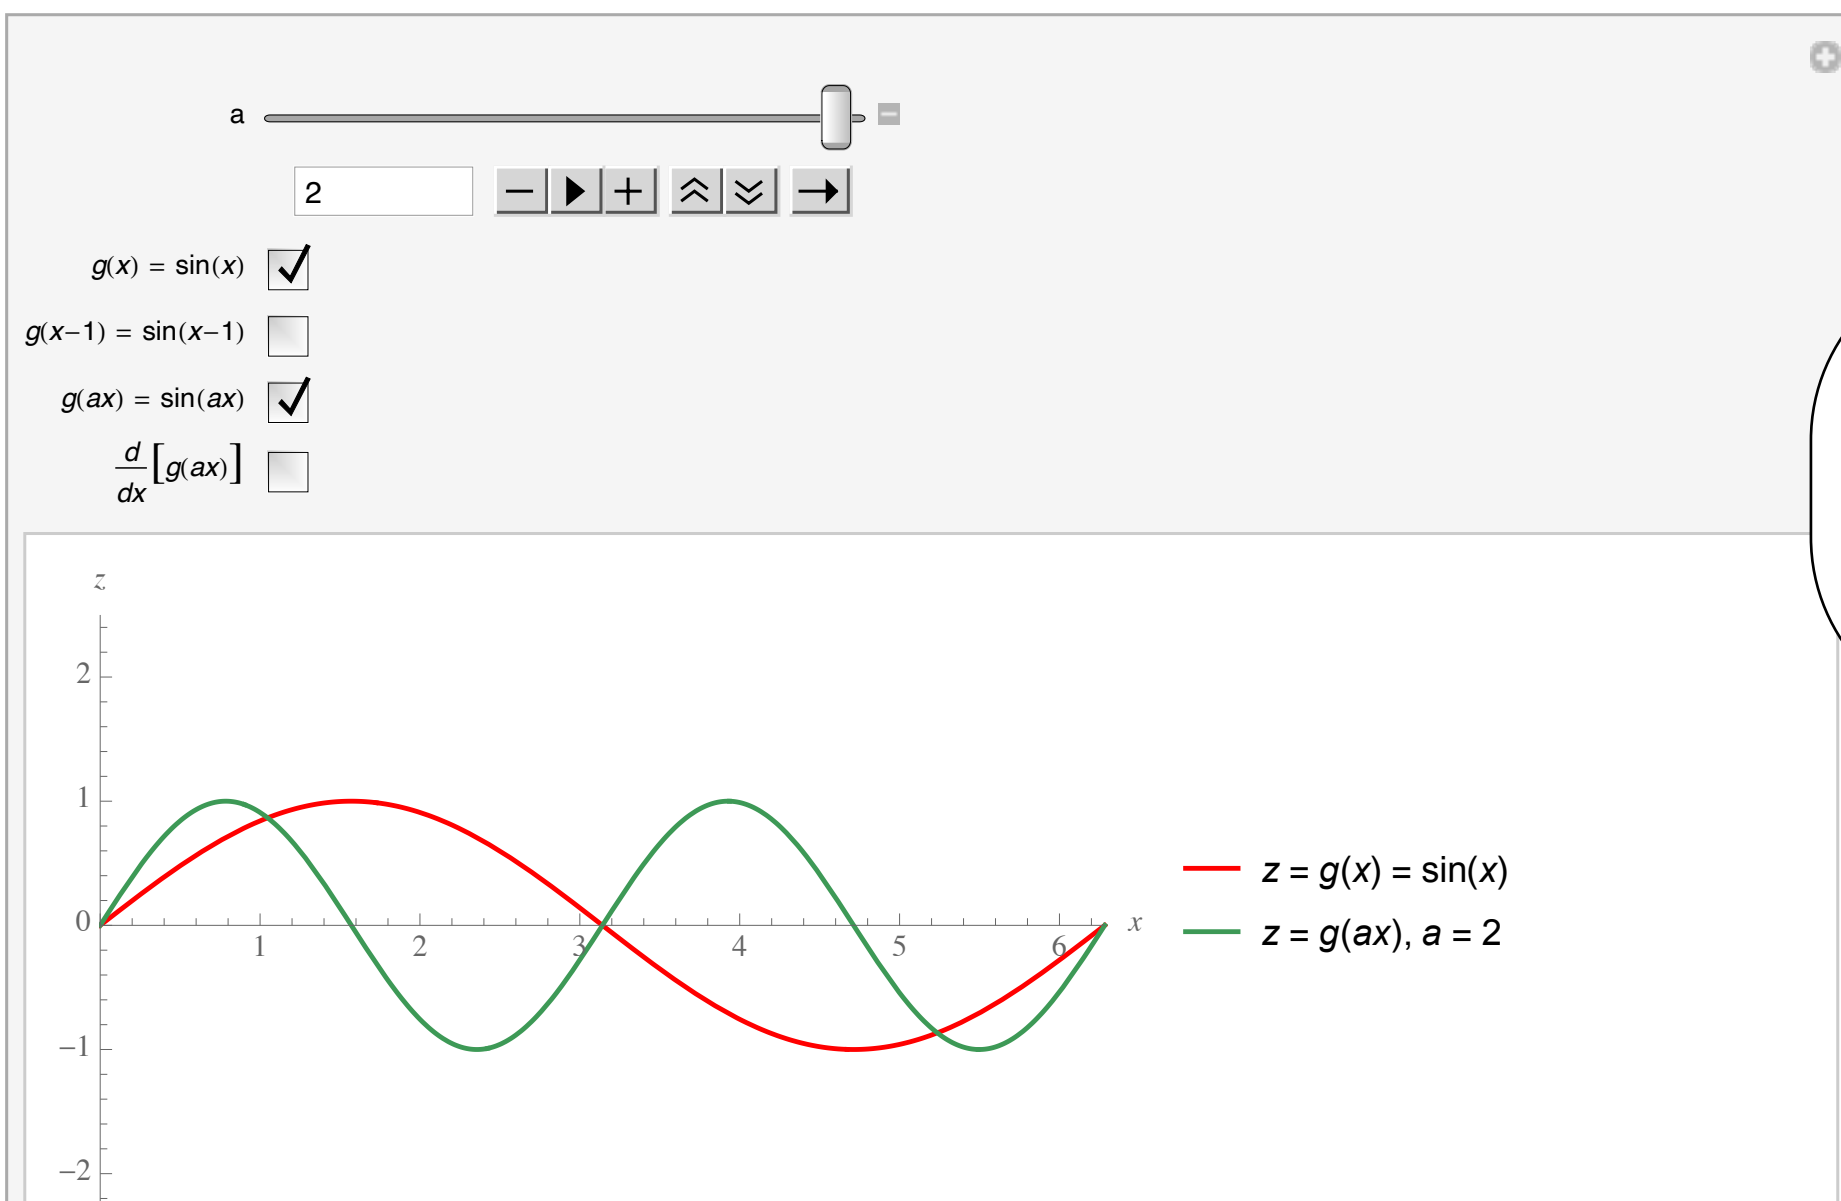 a
2
g(x) = sin(x)
g(x−1) = sin(x−1)
g(ax) = sin(ax)
d/dx [g(ax)]
z
2
1
0
−1
−2
1 2 3 4 5 6 x
z = g(x) = sin(x)
z = g(ax), a = 2